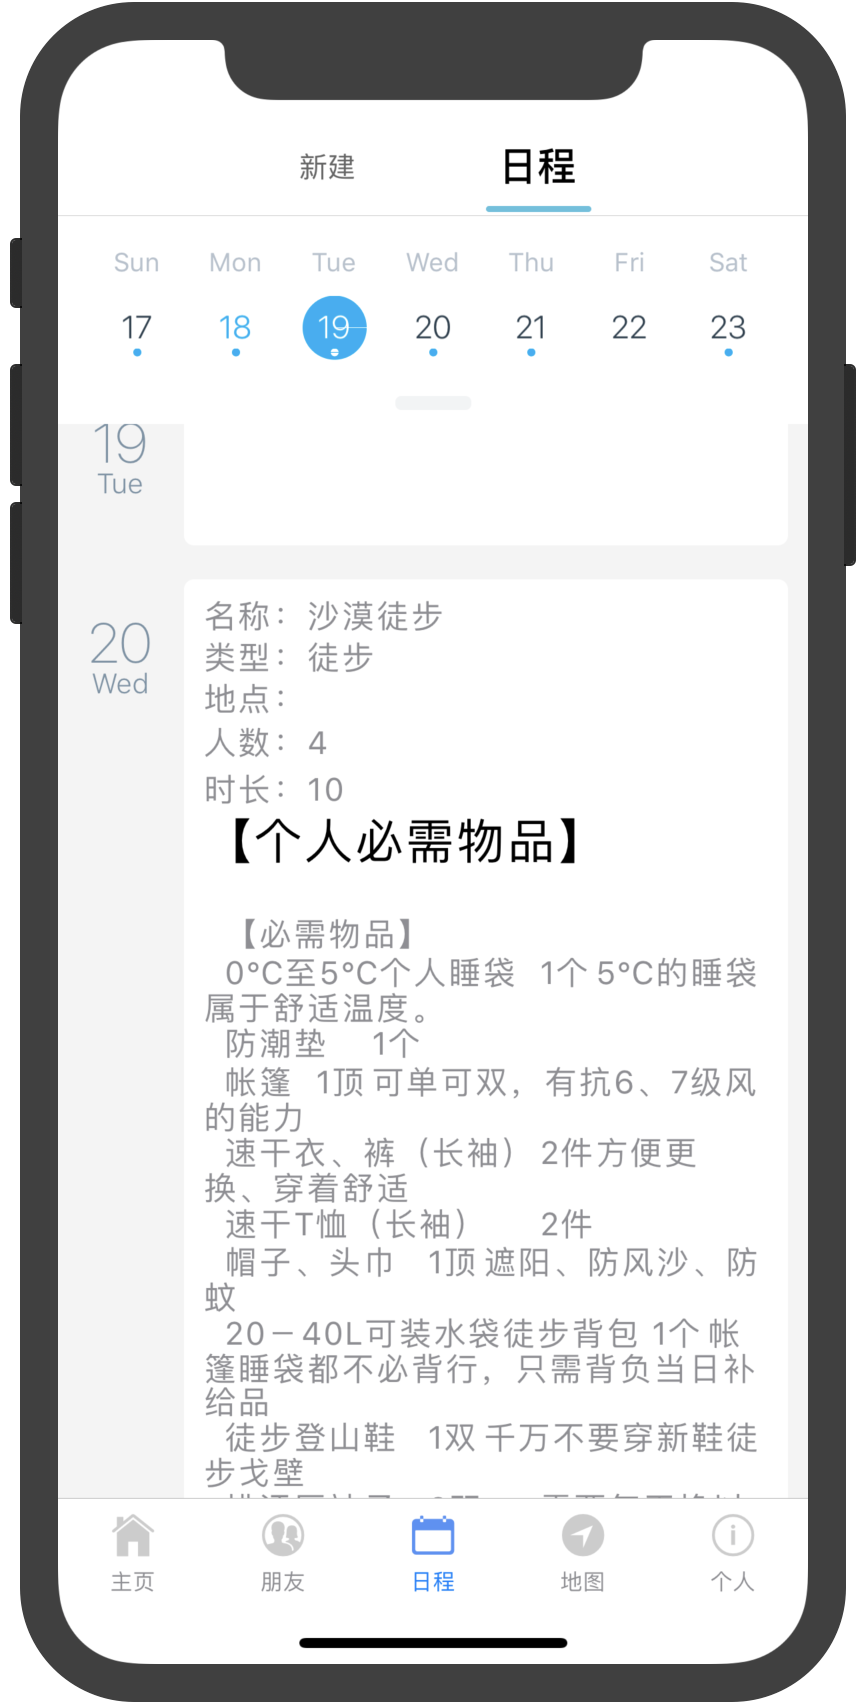 新建 日程
Sun Mon Tue Wed Thu Fri Sat
17 18 19 20 21 22 23
19
Tue
20
Wed
名称：沙漠徒步
类型：徒步
地点：
人数：4
时长：10
【个人必需物品】
【必需物品】
0°C至5°C个人睡袋 1个 5°C的睡袋
属于舒适温度。
防潮垫 1个
帐篷 1顶 可单可双，有抗6、7级风
的能力
速干衣、裤（长袖） 2件方便更
换、穿着舒适
速干T恤（长袖） 2件
帽子、头巾 1顶 遮阳、防风沙、防
蚊
20－40L可装水袋徒步背包 1个 帐
篷睡袋都不必背行，只需背负当日补
给品
徒步登山鞋 1双 千万不要穿新鞋徒
步戈壁
主页 朋友 日程 地图 个人